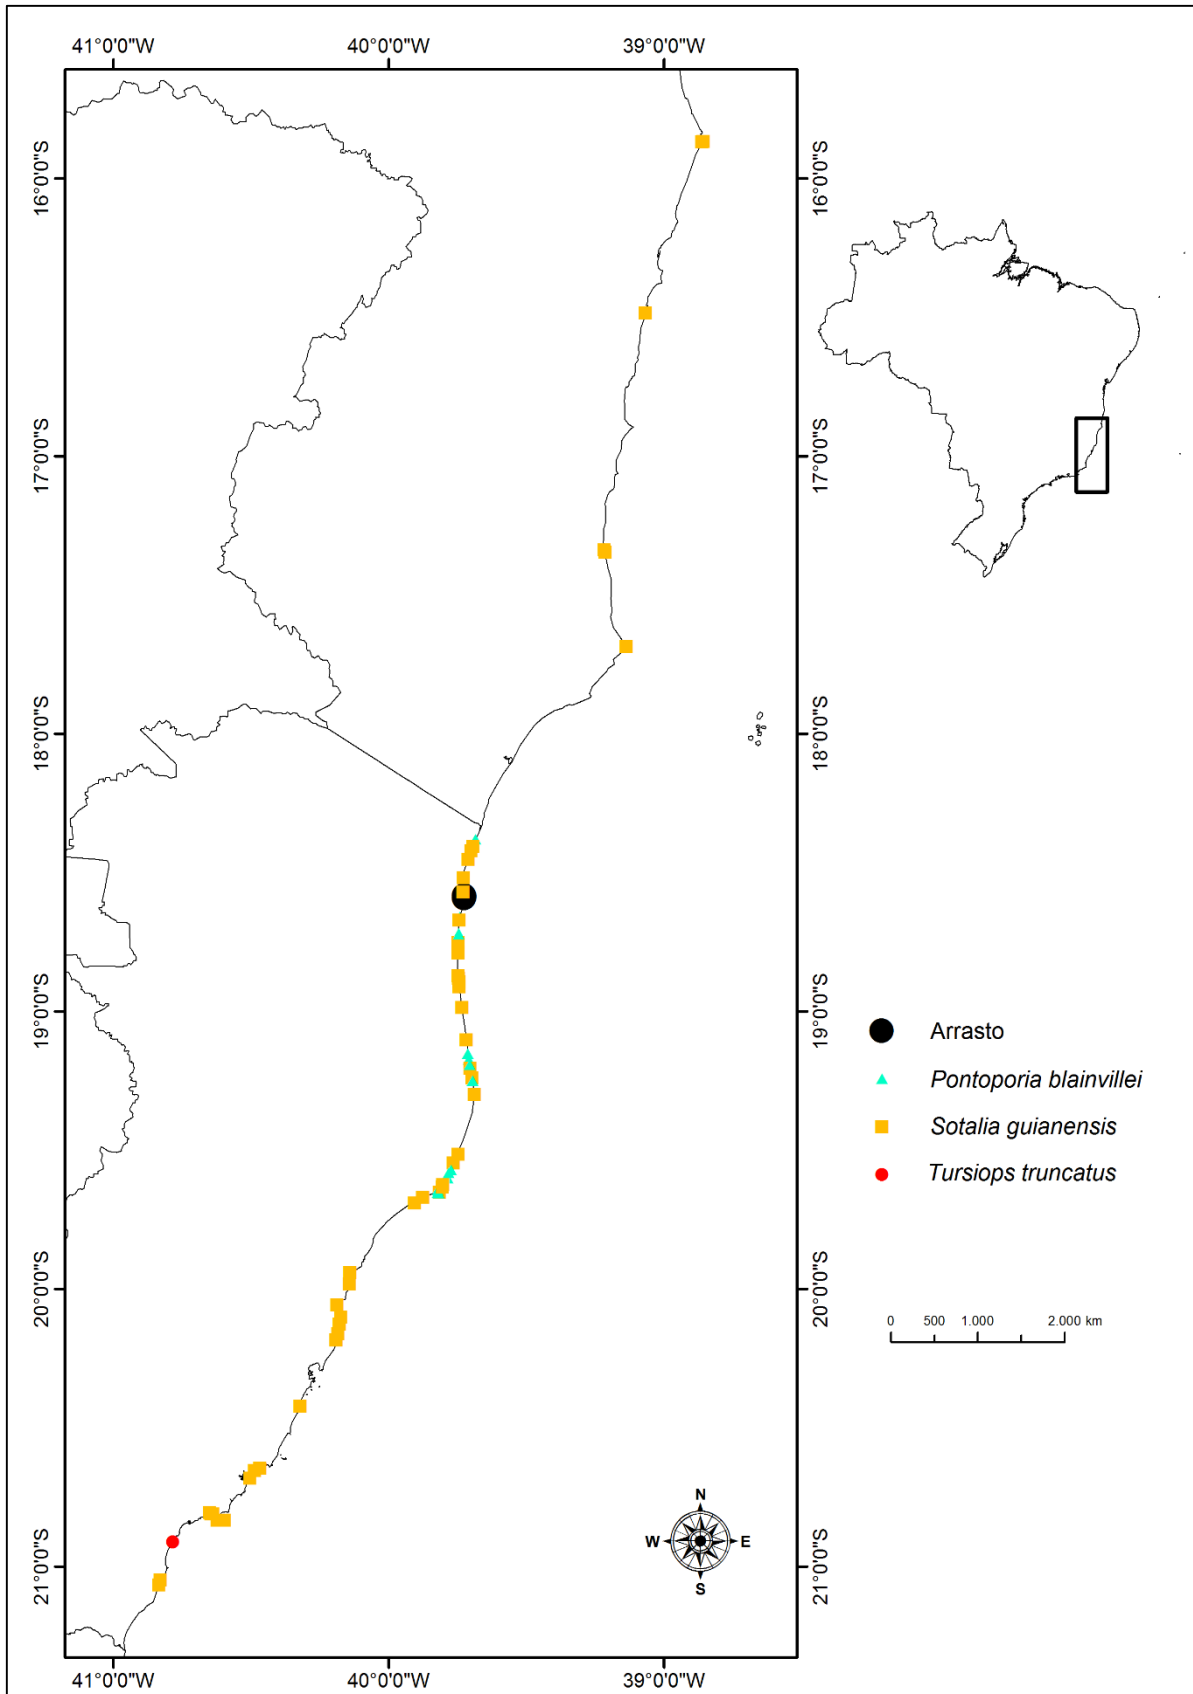 41°0'0"W 40°0'0"W 39°0'0"W
16°0'0"S 16°0'0"S
17°0'0"S 17°0'0"S
18°0'0"S 18°0'0"S
19°0'0"S 19°0'0"S
Arrasto
Pontoporia blainvillei
Sotalia guianensis
Tursiops truncatus
20°0'0"S 20°0'0"S
0 500 1.000 2.000 km
N
W E
S
21°0'0"S 21°0'0"S
41°0'0"W 40°0'0"W 39°0'0"W